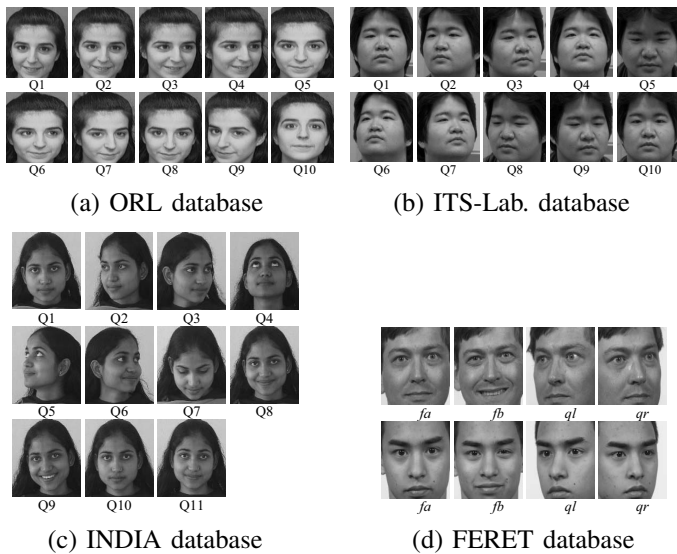 Q1 Q2 Q3 Q4 Q5
Q6 Q7 Q8 Q9 Q10
(a) ORL database
Q1 Q2 Q3 Q4 Q5
Q6 Q7 Q8 Q9 Q10
(b) ITS-Lab. database
Q1 Q2 Q3 Q4
Q5 Q6 Q7 Q8
Q9 Q10 Q11
(c) INDIA database
fa fb ql qr
fa fb ql qr
(d) FERET database